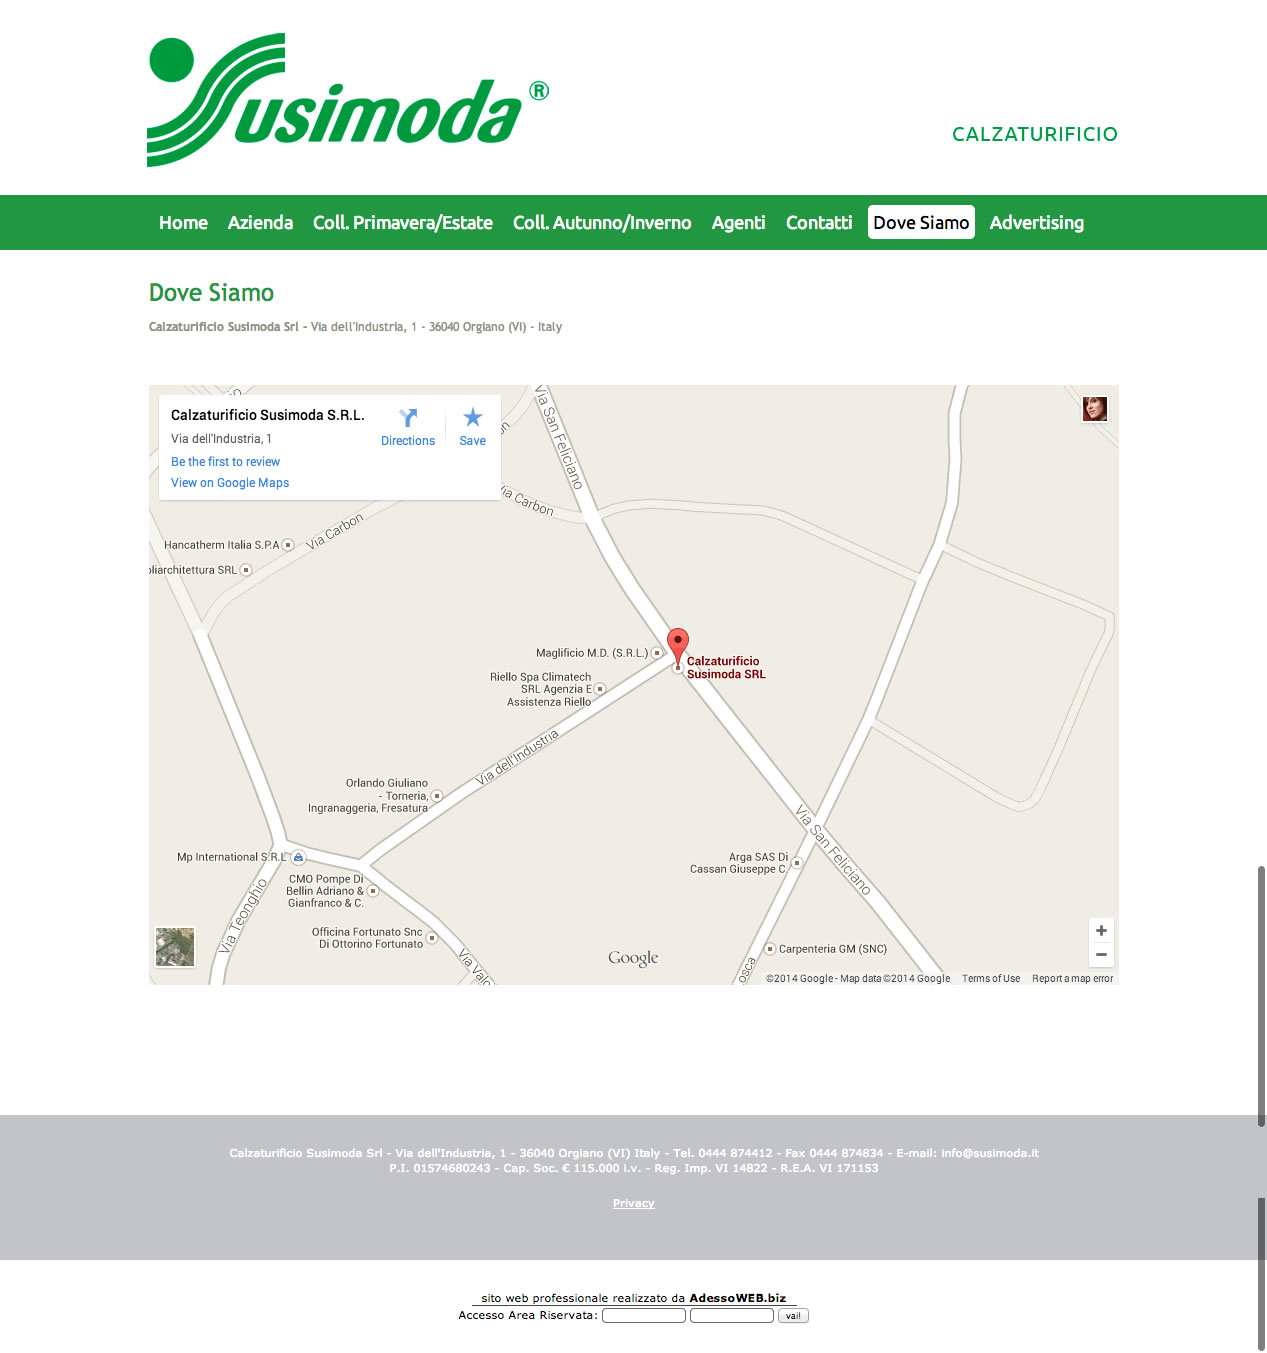 Susimoda ®
CALZATURIFICIO
Home Azienda Coll. Primavera/Estate Coll. Autunno/Inverno Agenti Contatti Dove Siamo Advertising
Dove Siamo
Calzaturificio Susimoda Srl - Via dell'Industria, 1 - 36040 Orgiano (VI) - Italy
Calzaturificio Susimoda S.R.L.
Via dell'Industria, 1
Be the first to review
View on Google Maps
Directions
Save
Via San Feliciano
Via Carbon
Via Carbon
Hancatherm Italia S.P.A
oliarchitettura SRL
Maglificio M.D. (S.R.L.)
Calzaturificio
Susimoda SRL
Riello Spa Climatech
SRL Agenzia E
Assistenza Riello
Via dell'Industria
Orlando Giuliano
- Torneria,
Ingranaggeria, Fresatura
Via San Feliciano
Mp International S.R.L
Arga SAS Di
Cassan Giuseppe C.
CMO Pompe Di
Bellin Adriano &
Gianfranco & C.
Via Teonghio
Officina Fortunato Snc
Di Ottorino Fortunato
Via Valc
Carpenteria GM (SNC)
osca
Google
+
−
©2014 Google - Map data ©2014 Google Terms of Use Report a map error
Calzaturificio Susimoda Srl - Via dell'Industria, 1 - 36040 Orgiano (VI) Italy - Tel. 0444 874412 - Fax 0444 874834 - E-mail: info@susimoda.it
P.I. 01574680243 - Cap. Soc. € 115.000 i.v. - Reg. Imp. VI 14822 - R.E.A. VI 171153
Privacy
sito web professionale realizzato da AdessoWEB.biz
Accesso Area Riservata: vai!